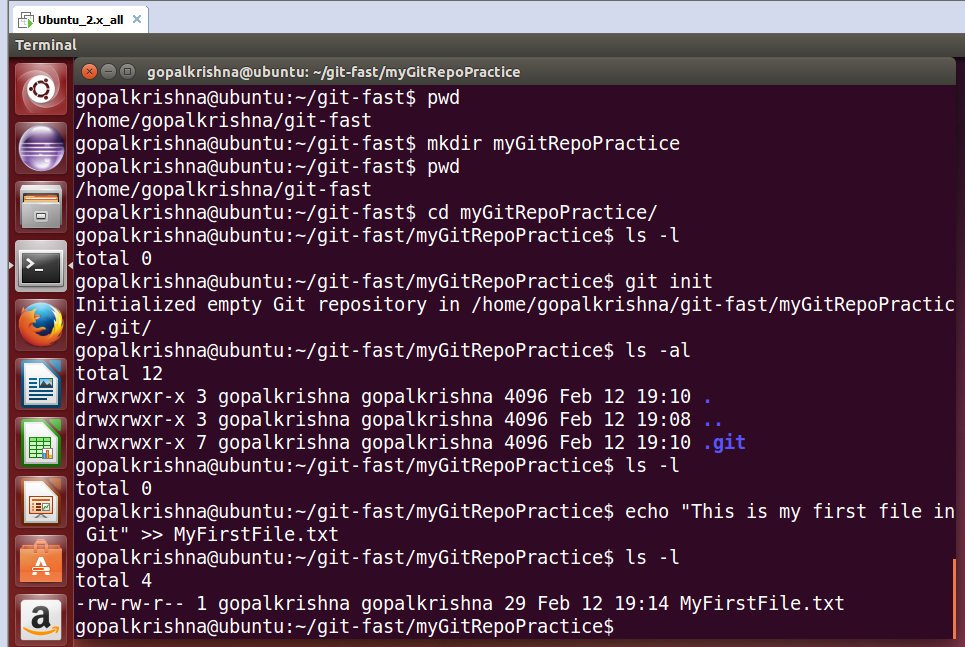 Ubuntu_2.x_all
Terminal
gopalkrishna@ubuntu: ~/git-fast/myGitRepoPractice
gopalkrishna@ubuntu:~/git-fast$ pwd
/home/gopalkrishna/git-fast
gopalkrishna@ubuntu:~/git-fast$ mkdir myGitRepoPractice
gopalkrishna@ubuntu:~/git-fast$ pwd
/home/gopalkrishna/git-fast
gopalkrishna@ubuntu:~/git-fast$ cd myGitRepoPractice/
gopalkrishna@ubuntu:~/git-fast/myGitRepoPractice$ ls -l
total 0
gopalkrishna@ubuntu:~/git-fast/myGitRepoPractice$ git init
Initialized empty Git repository in /home/gopalkrishna/git-fast/myGitRepoPractic
e/.git/
gopalkrishna@ubuntu:~/git-fast/myGitRepoPractice$ ls -al
total 12
drwxrwxr-x 3 gopalkrishna gopalkrishna 4096 Feb 12 19:10 .
drwxrwxr-x 3 gopalkrishna gopalkrishna 4096 Feb 12 19:08 ..
drwxrwxr-x 7 gopalkrishna gopalkrishna 4096 Feb 12 19:10 .git
gopalkrishna@ubuntu:~/git-fast/myGitRepoPractice$ ls -l
total 0
gopalkrishna@ubuntu:~/git-fast/myGitRepoPractice$ echo "This is my first file in
 Git" >> MyFirstFile.txt
gopalkrishna@ubuntu:~/git-fast/myGitRepoPractice$ ls -l
total 4
-rw-rw-r-- 1 gopalkrishna gopalkrishna 29 Feb 12 19:14 MyFirstFile.txt
gopalkrishna@ubuntu:~/git-fast/myGitRepoPractice$